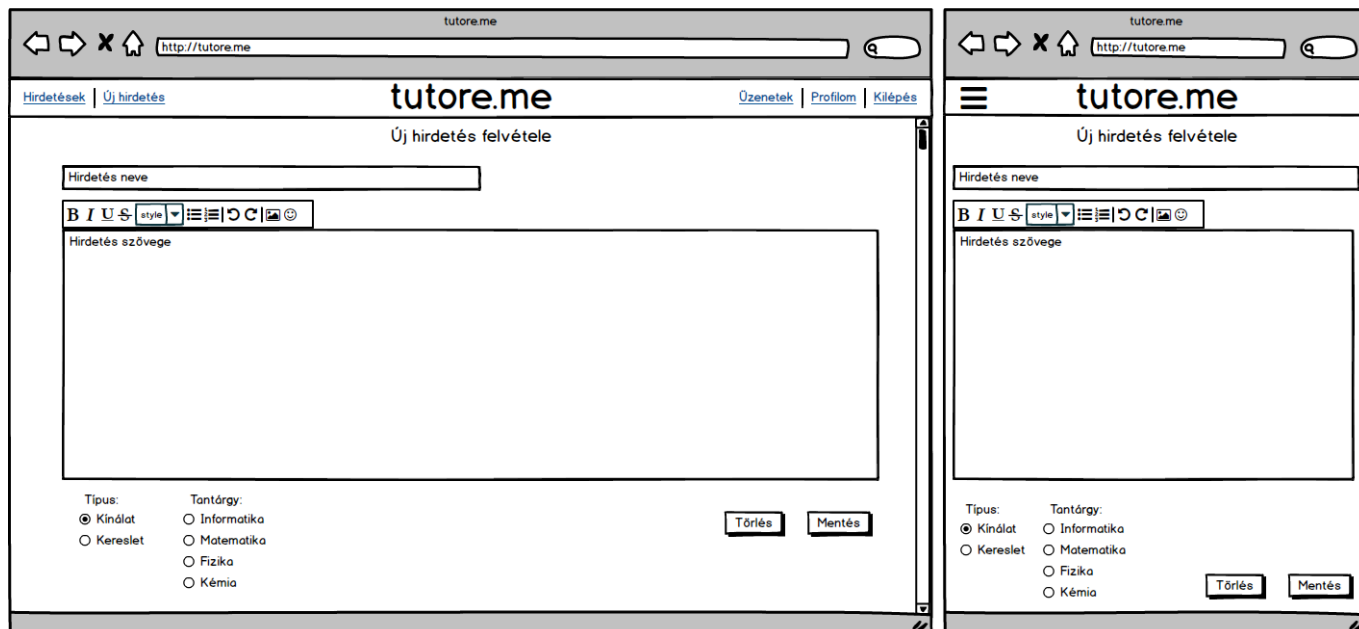 tutore.me
http://tutore.me
Hirdetések Új hirdetés tutore.me Üzenetek Profilom Kilépés
Új hirdetés felvétele
Hirdetés neve
B I U S style
Hirdetés szövege
Típus: Tantárgy:
Kínálat Informatika Törlés Mentés
Kereslet Matematika
Fizika
Kémia
tutore.me
http://tutore.me
tutore.me
Új hirdetés felvétele
Hirdetés neve
B I U S style
Hirdetés szövege
Típus: Tantárgy:
Kínálat Informatika
Kereslet Matematika
Fizika
Kémia Törlés Mentés